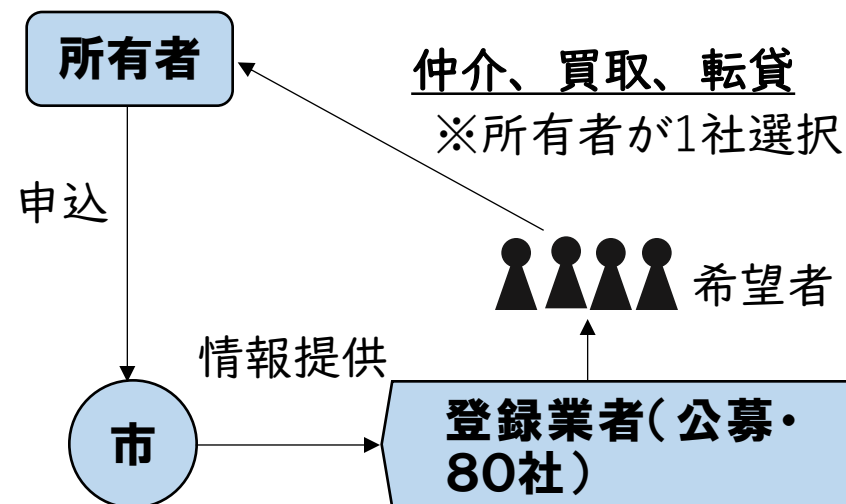 所有者
仲介、買取、転貸
※所有者が1社選択
申込
希望者
情報提供
市
登録業者(公募・
80社)